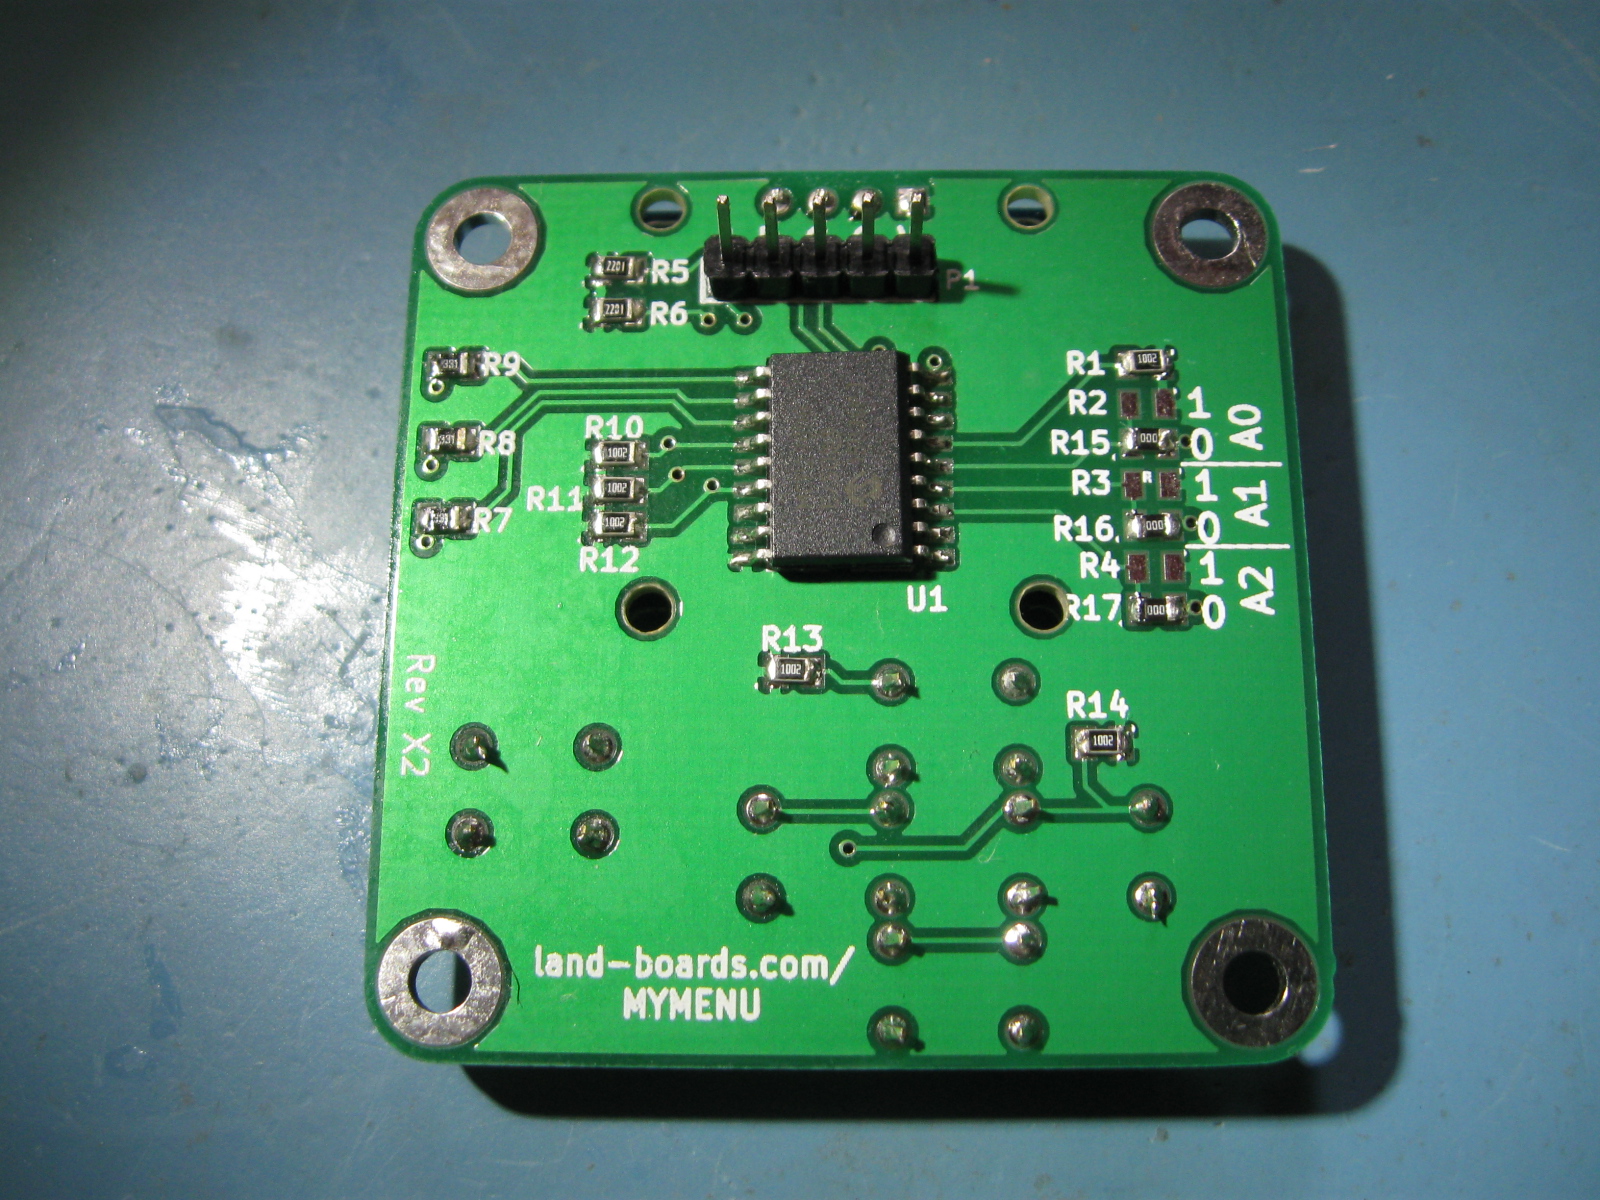 P1
R5
2201
R6
2201
R9
331
R8
331
R7
R10
1002
R11
1002
1002
R12
U1
R1
1002
R2 1
R15 0
A0
R3 1
R16 0
A1
R4 1
R17 0
A2
R13
1002
R14
1002
Rev X2
land-boards.com/
MYMENU